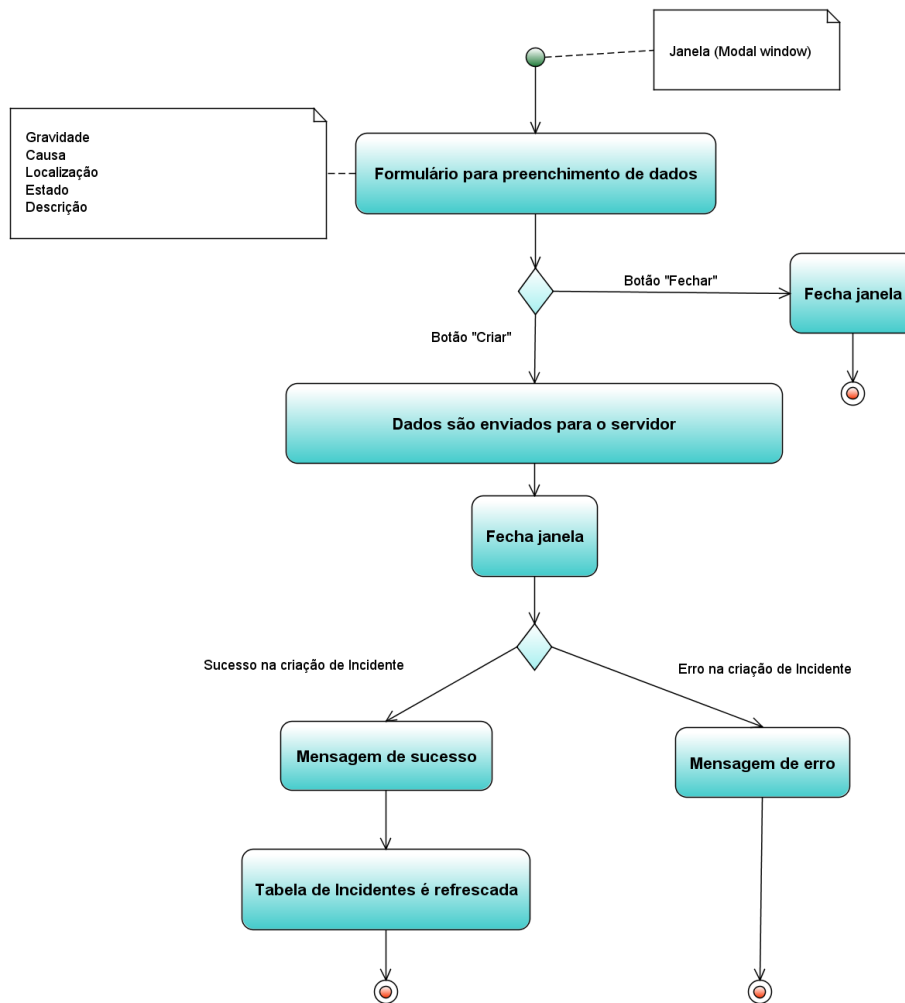 Janela (Modal window)
Gravidade
Causa
Localização
Estado
Descrição
Formulário para preenchimento de dados
Botão "Fechar"
Fecha janela
Botão "Criar"
Dados são enviados para o servidor
Fecha janela
Sucesso na criação de Incidente
Erro na criação de Incidente
Mensagem de sucesso
Mensagem de erro
Tabela de Incidentes é refrescada